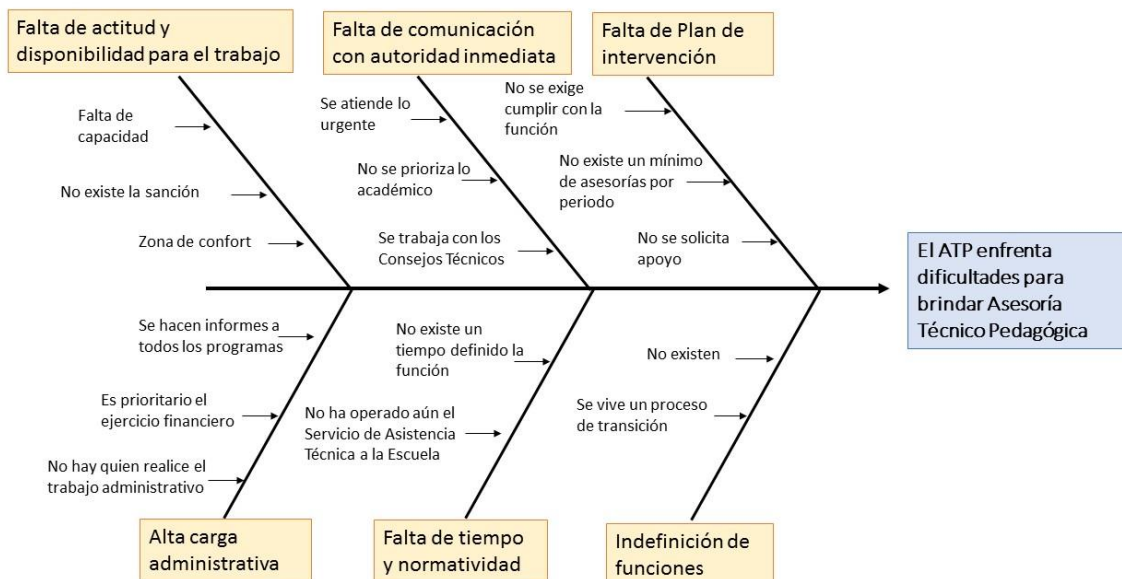 Falta de actitud y
disponibilidad para el trabajo
Falta de comunicación
con autoridad inmediata
Falta de Plan de
intervención
Falta de
capacidad
No existe la sanción
Zona de confort
Se atiende lo
urgente
No se prioriza lo
académico
Se trabaja con los
Consejos Técnicos
No se exige
cumplir con la
función
No existe un mínimo
de asesorías por
periodo
No se solicita
apoyo
El ATP enfrenta
dificultades para
brindar Asesoría
Técnico Pedagógica
Se hacen informes a
todos los programas
Es prioritario el
ejercicio financiero
No hay quien realice el
trabajo administrativo
No existe un
tiempo definido la
función
No ha operado aún el
Servicio de Asistencia
Técnica a la Escuela
No existen
Se vive un proceso
de transición
Alta carga
administrativa
Falta de tiempo
y normatividad
Indefinición de
funciones